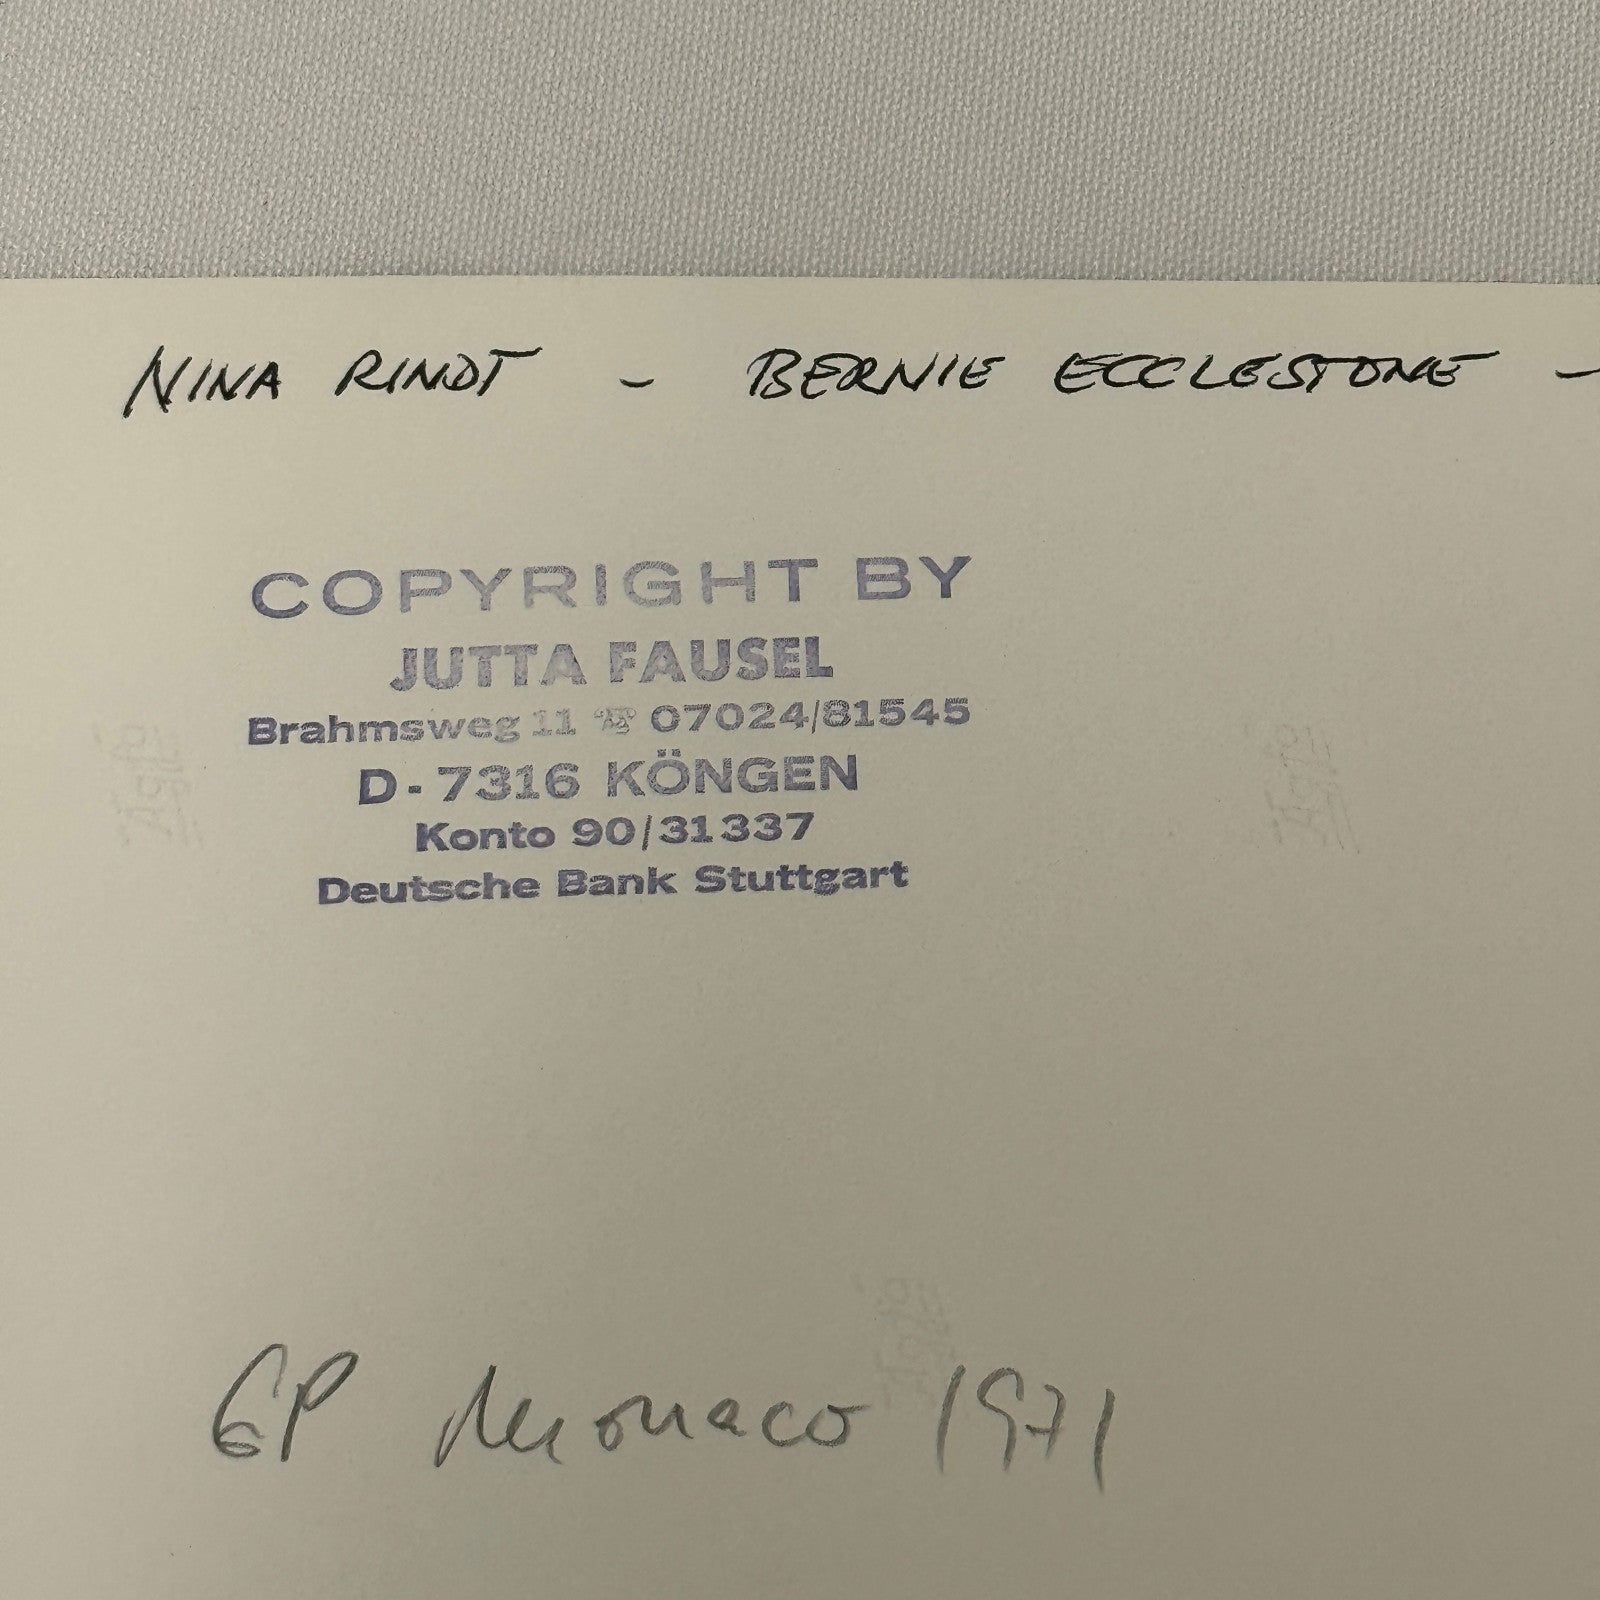 NINA RINDT - BERNIE ECCLESTONE -
COPYRIGHT BY
JUTTA FAUSEL
Brahmsweg 11 ☏ 07024/81545
D-7316 KÖNGEN
Konto 90/31337
Deutsche Bank Stuttgart
GP Monaco 1971